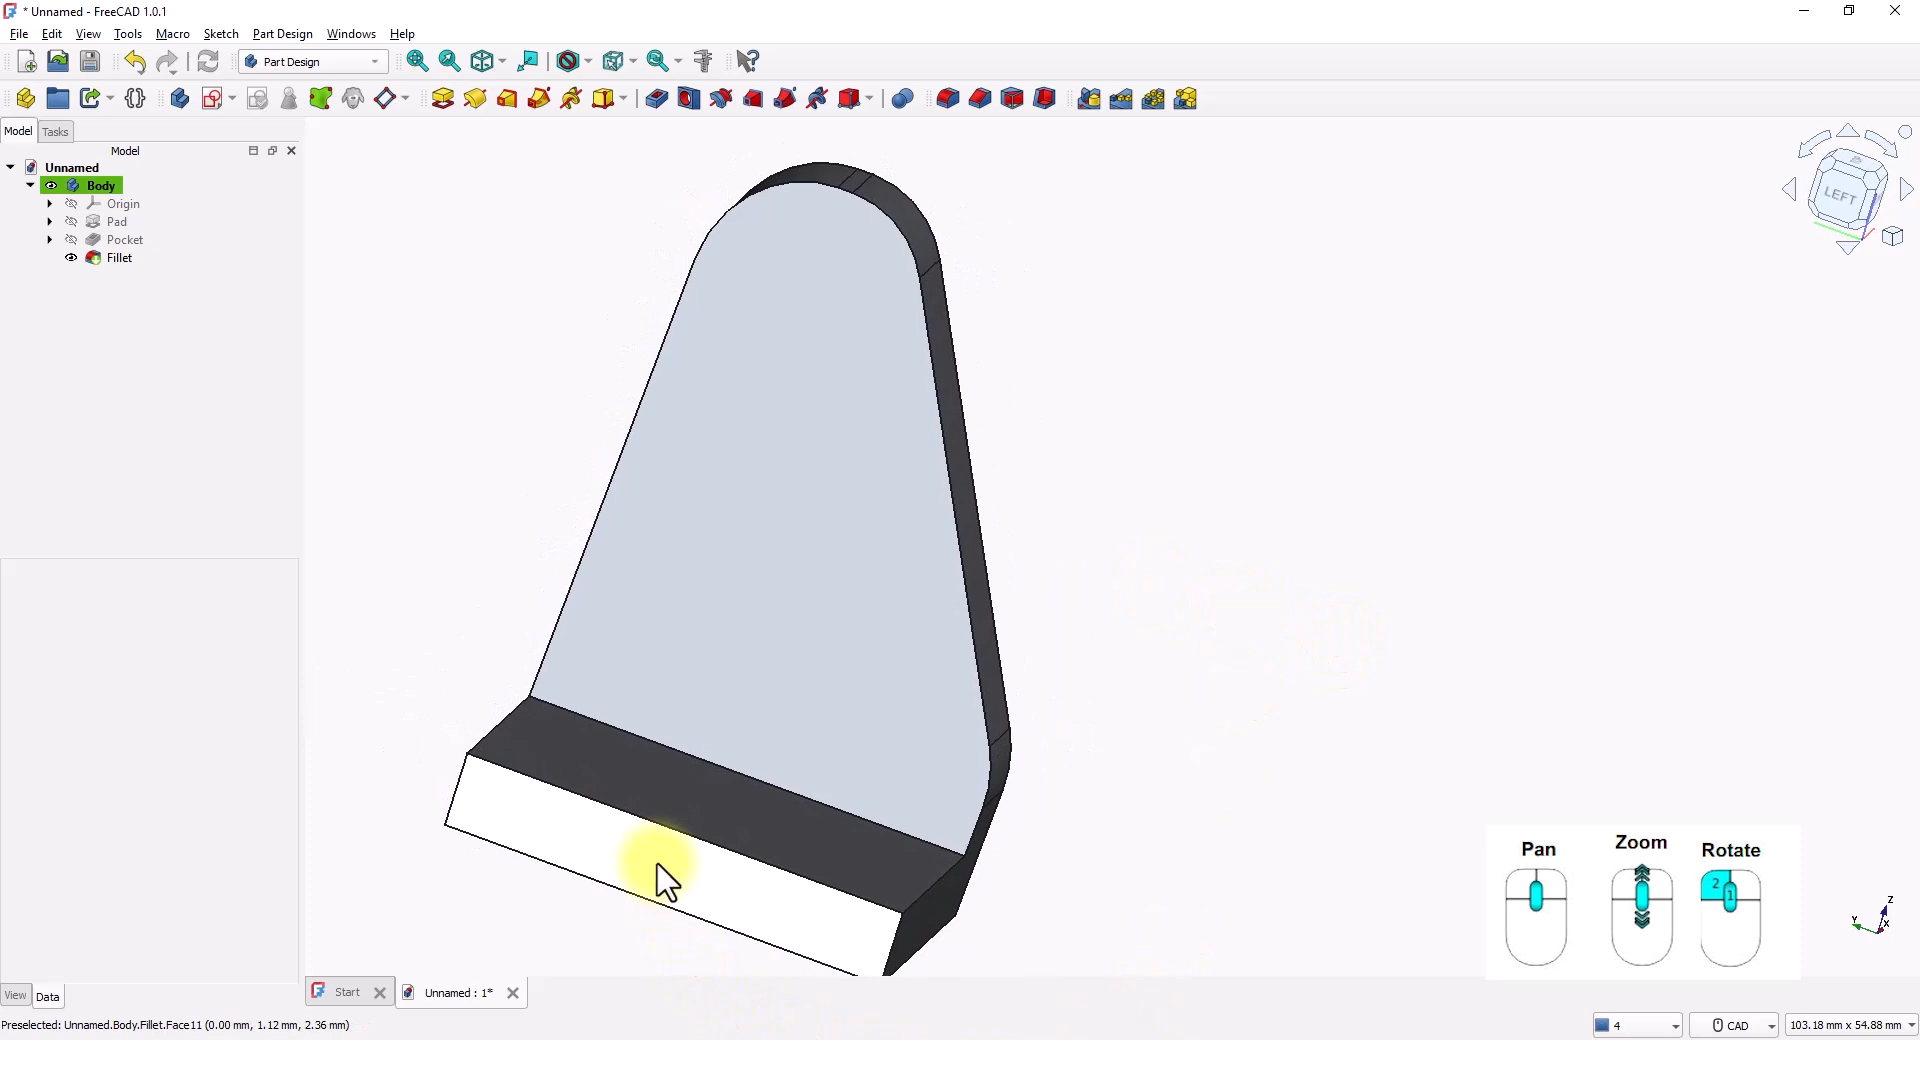 * Unnamed - FreeCAD 1.0.1
File Edit View Tools Macro Sketch Part Design Windows Help
Part Design
Model Tasks
Model
Unnamed
Body
Origin
Pad
Pocket
Fillet
LEFT
Pan Zoom Rotate
2
1
Z
Y
X
View Data
Start
Unnamed : 1*
Preselected: Unnamed.Body.Fillet.Face11 (0.00 mm, 1.12 mm, 2.36 mm)
4
CAD
103.18 mm x 54.88 mm